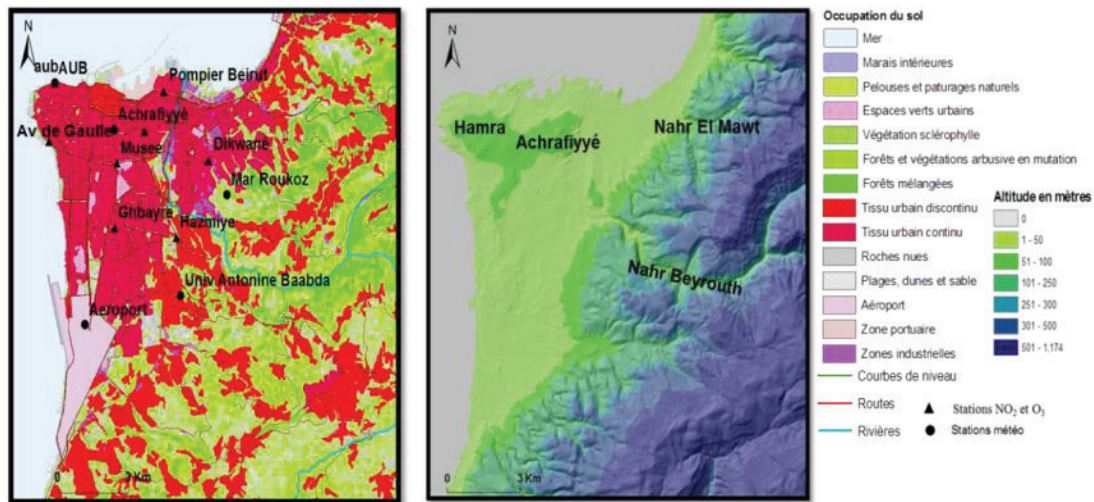 N
aubAUB
Pompier Beirut
Achrafiyyé
Av de Gaulle
Musée
Dikwané
Mar Roukoz
Ghbayré
Hazmiye
Univ Antonine Baabda
Aéroport
0 3 Km
N
Hamra
Achrafiyyé
Nahr El Mawt
Nahr Beyrouth
0 3 Km
Occupation du sol
Mer
Marais intérieures
Pelouses et paturages naturels
Espaces verts urbains
Végétation sclérophylle
Forêts et végétations arbusive en mutation
Forêts mélangées
Tissu urbain discontinu
Tissu urbain continu
Roches nues
Plages, dunes et sable
Aéroport
Zone portuaire
Zones industrielles
Courbes de niveau
Routes
Rivières
Altitude en mètres
0
1 - 50
51 - 100
101 - 250
251 - 300
301 - 500
501 - 1,174
Stations NO₂ et O₃
Stations météo